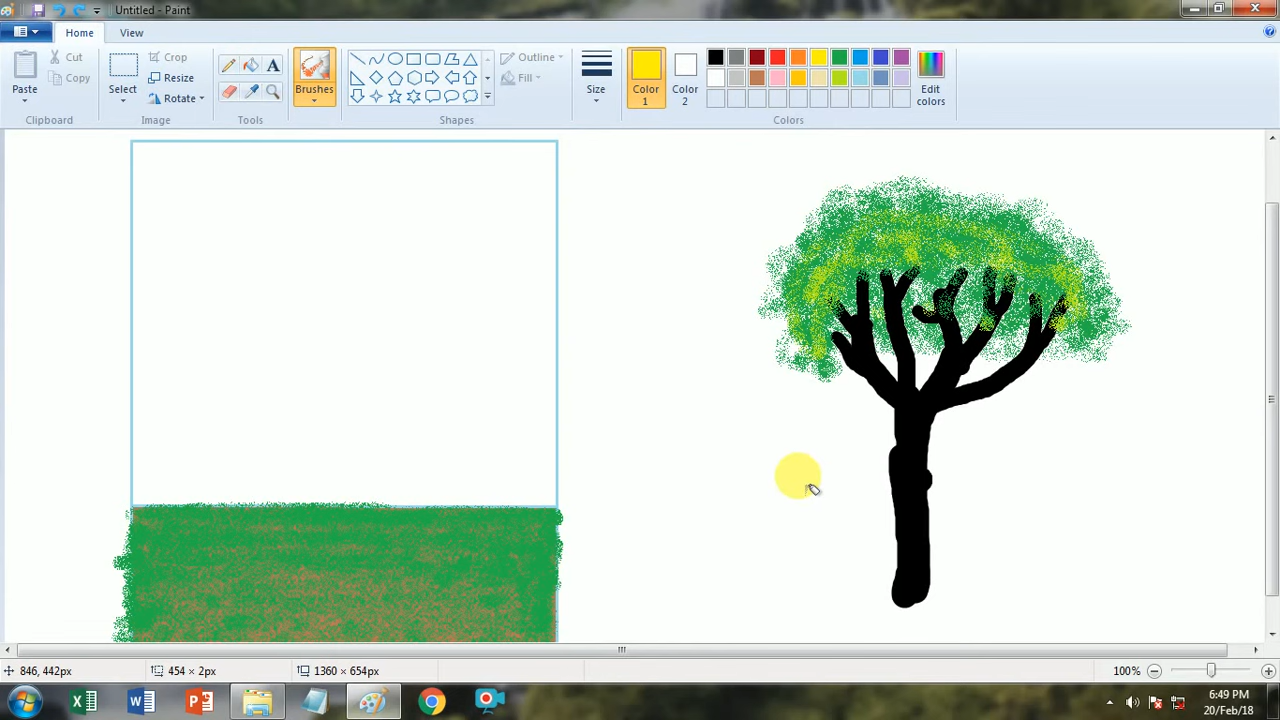 Untitled - Paint
Home View
Paste
Cut
Copy
Clipboard
Select
Crop
Resize
Rotate
Image
A
Tools
Brushes
Outline
Fill
Shapes
Size
Color 1
Color 2
Edit colors
Colors
846, 442px
454 × 2px
1360 × 654px
100%
6:49 PM
20/Feb/18